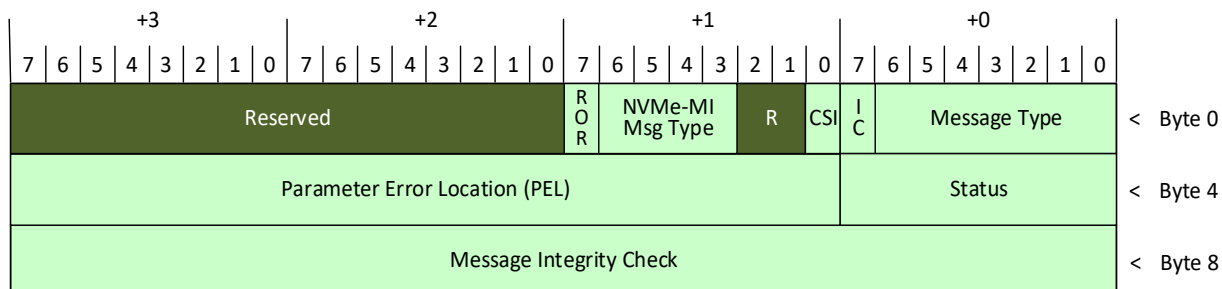 +3 +2 +1 +0
7 6 5 4 3 2 1 0 7 6 5 4 3 2 1 0 7 6 5 4 3 2 1 0 7 6 5 4 3 2 1 0
Reserved ROR NVMe-MI Msg Type R CSI IC Message Type < Byte 0
Parameter Error Location (PEL) Status < Byte 4
Message Integrity Check < Byte 8